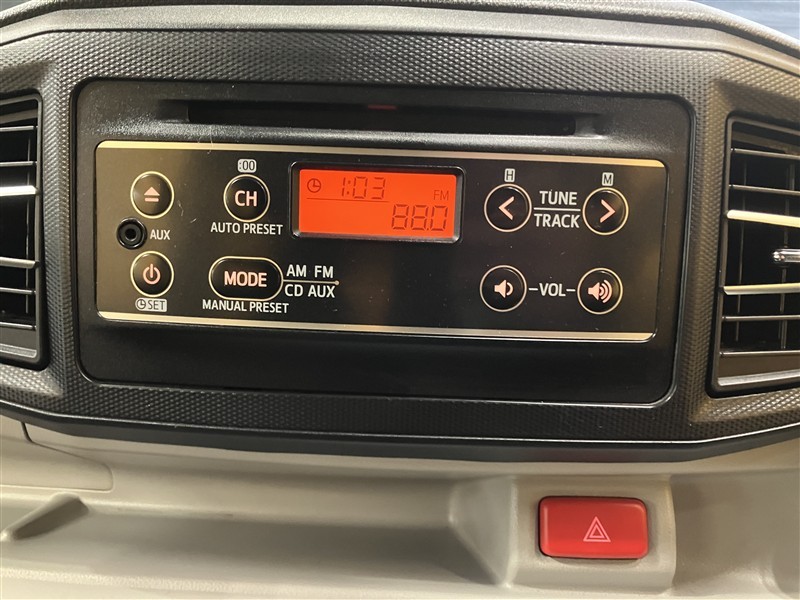 :00
CH
AUTO PRESET
AUX
SET
MODE
MANUAL PRESET
AM FM
CD AUX
1:03
FM
88.0
H
M
TUNE
TRACK
-VOL-